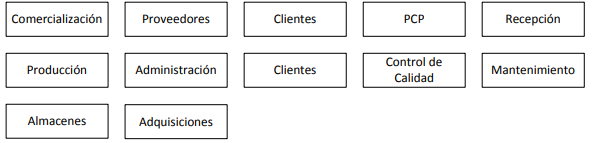 Comercialización Proveedores Clientes PCP Recepción
Producción Administración Clientes Control de Calidad Mantenimiento
Almacenes Adquisiciones